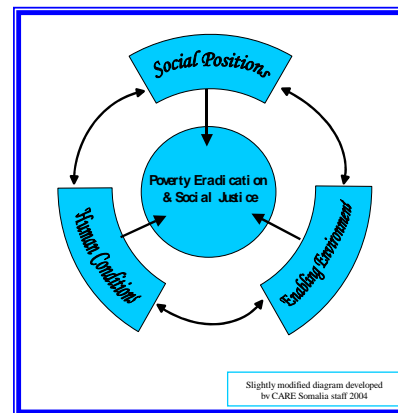 Social Positions
Poverty Eradication
& Social Justice
Human Conditions
Enabling Environment
Slightly modified diagram developed
by CARE Somalia staff 2004